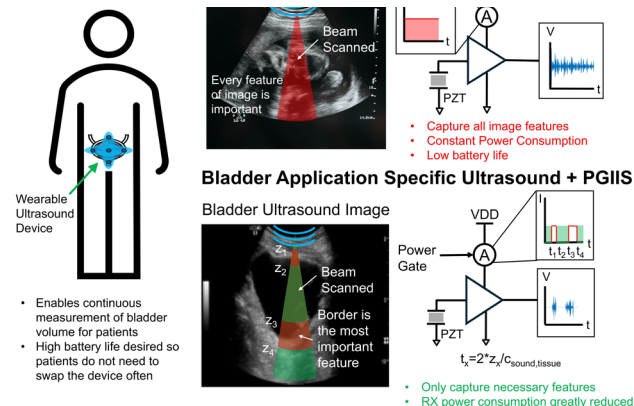 Wearable
Ultrasound
Device
• Enables continuous
measurement of bladder
volume for patients
• High battery life desired so
patients do not need to
swap the device often
Beam
Scanned
Every feature
of image is
important
t
A
PZT
V
t
• Capture all image features
• Constant Power Consumption
• Low battery life
Bladder Application Specific Ultrasound + PGIIS
Bladder Ultrasound Image
z1
z2
Beam
Scanned
z3
Border is
the most
important
feature
z4
VDD
Power
Gate
A
I
t
t1 t2 t3 t4
PZT
V
t
tx=2*zx/csound,tissue
• Only capture necessary features
• RX power consumption greatly reduced